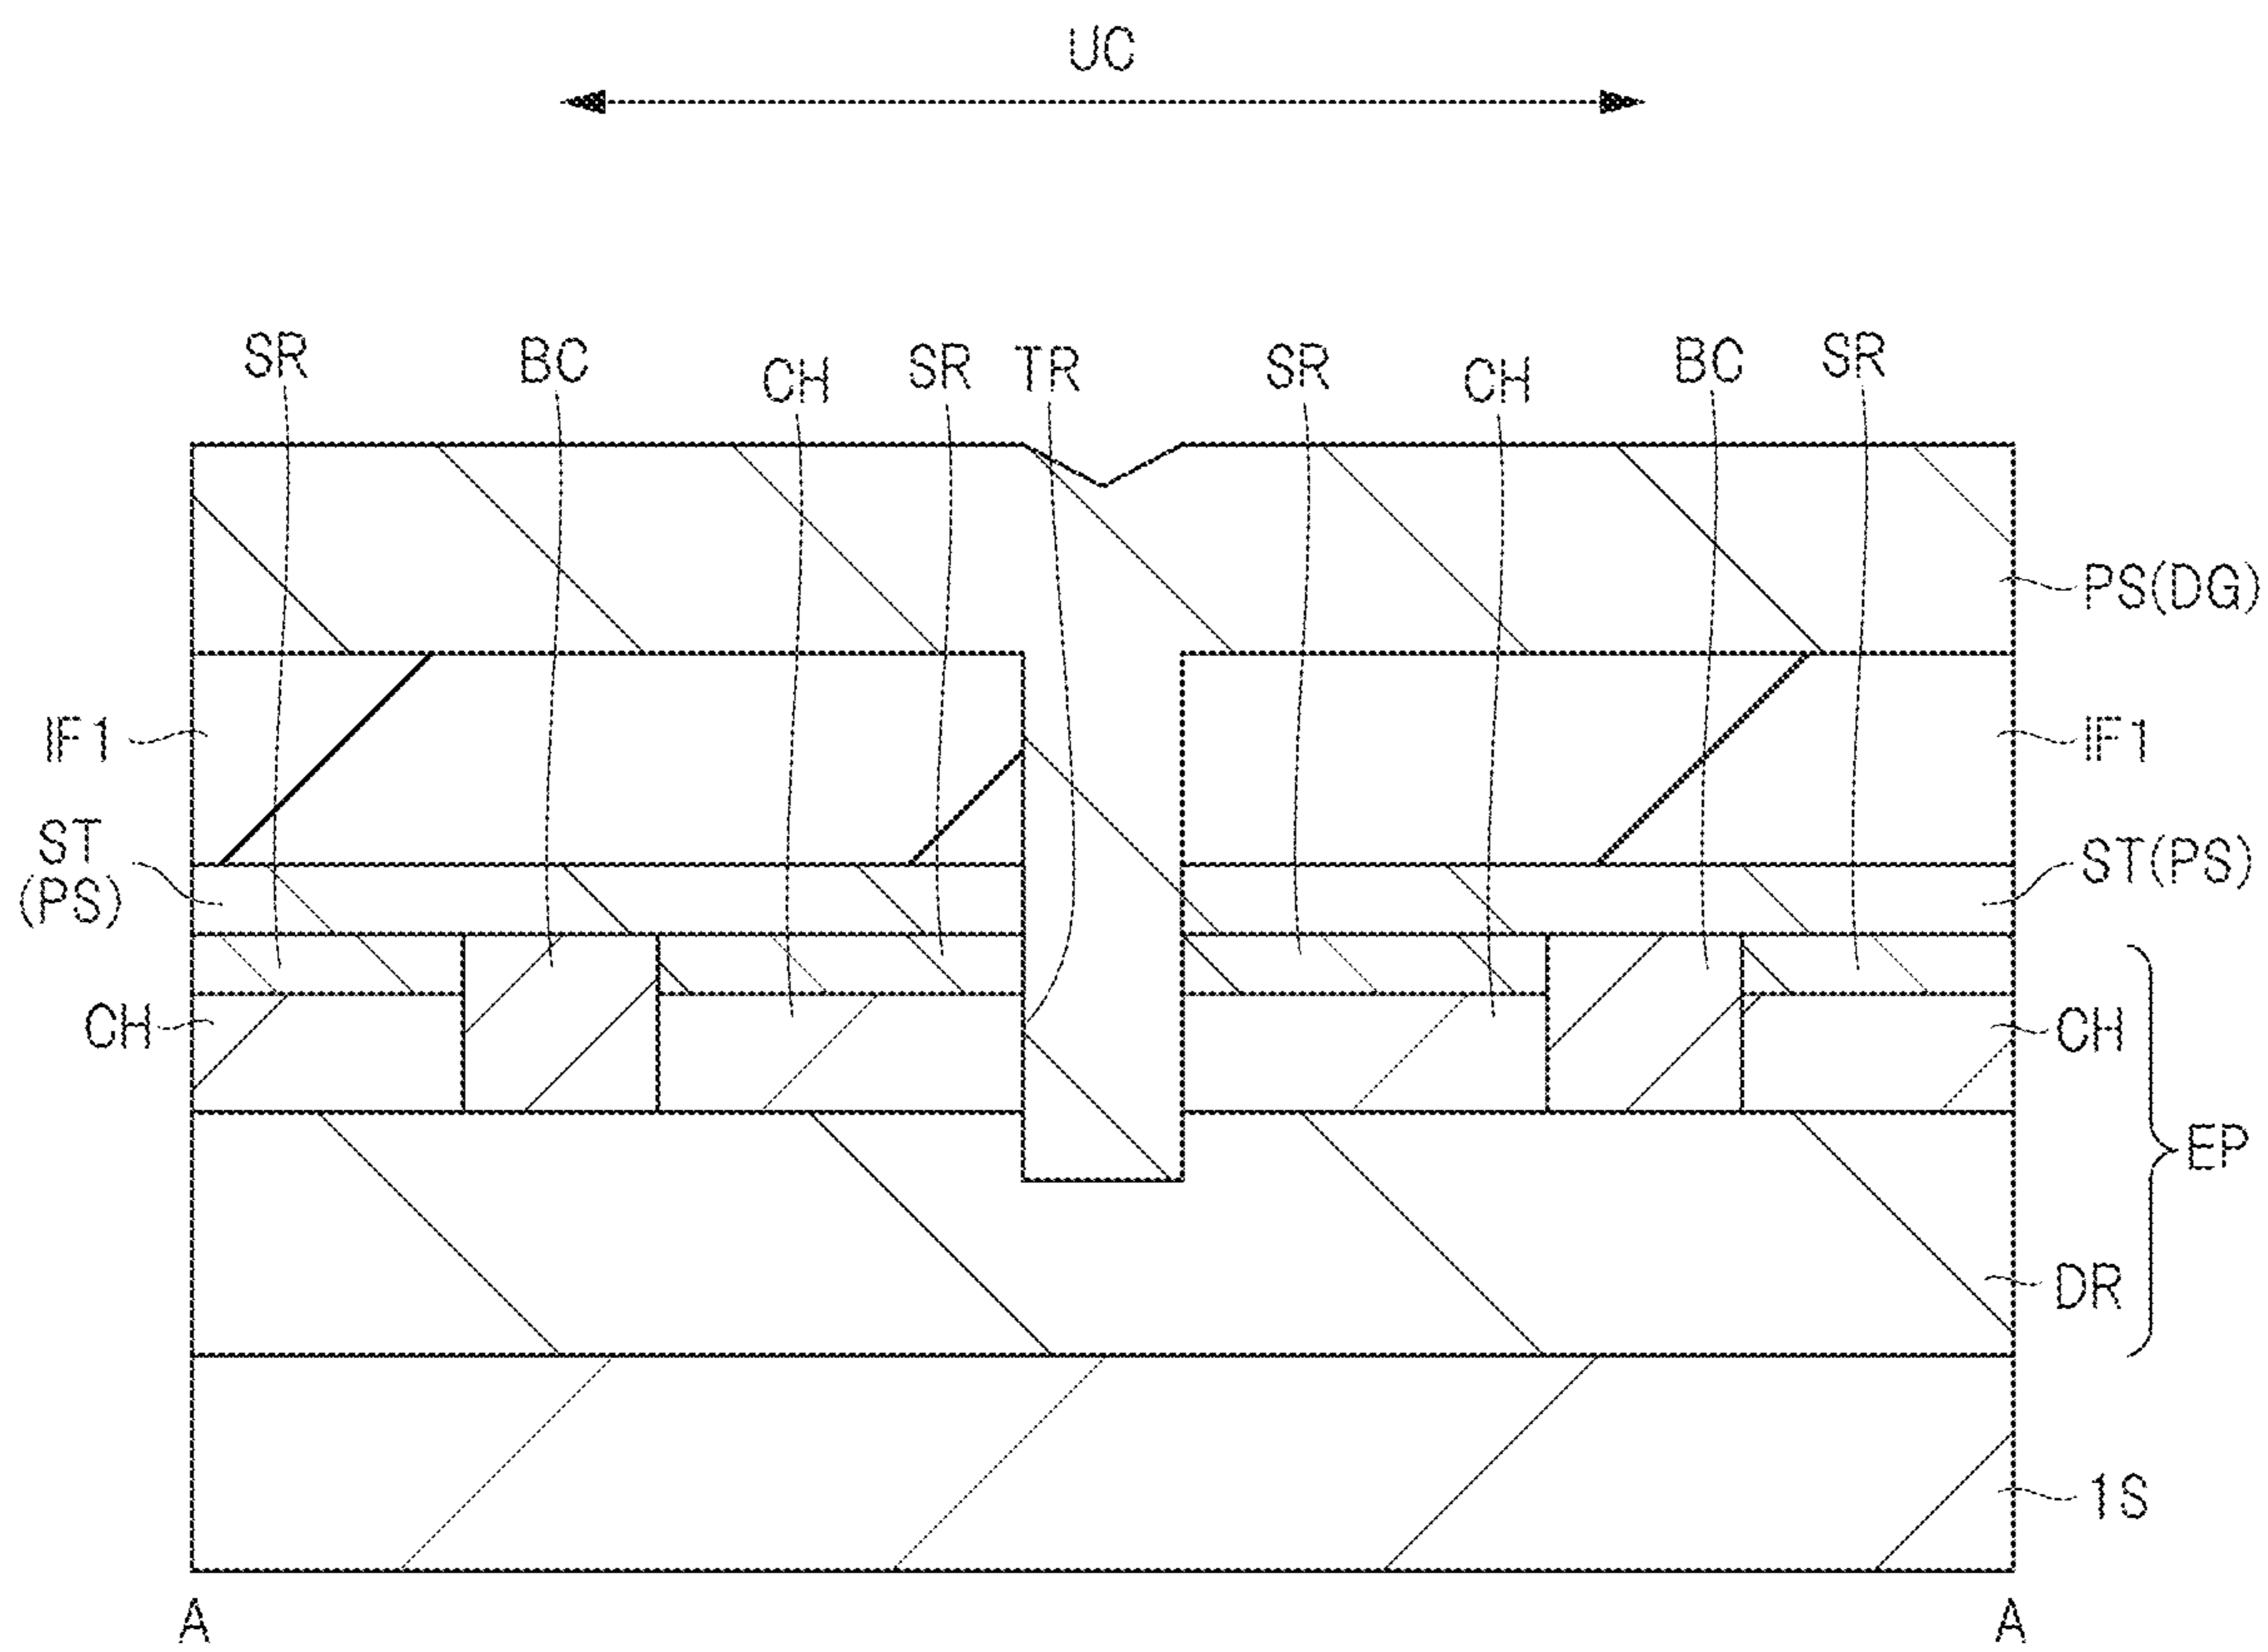 UC
SR
BC
CH
SR
TR
SR
CH
BC
SR
PS(DG)
IF1
IF1
ST
(PS)
ST(PS)
CH
CH
EP
DR
1S
A
A